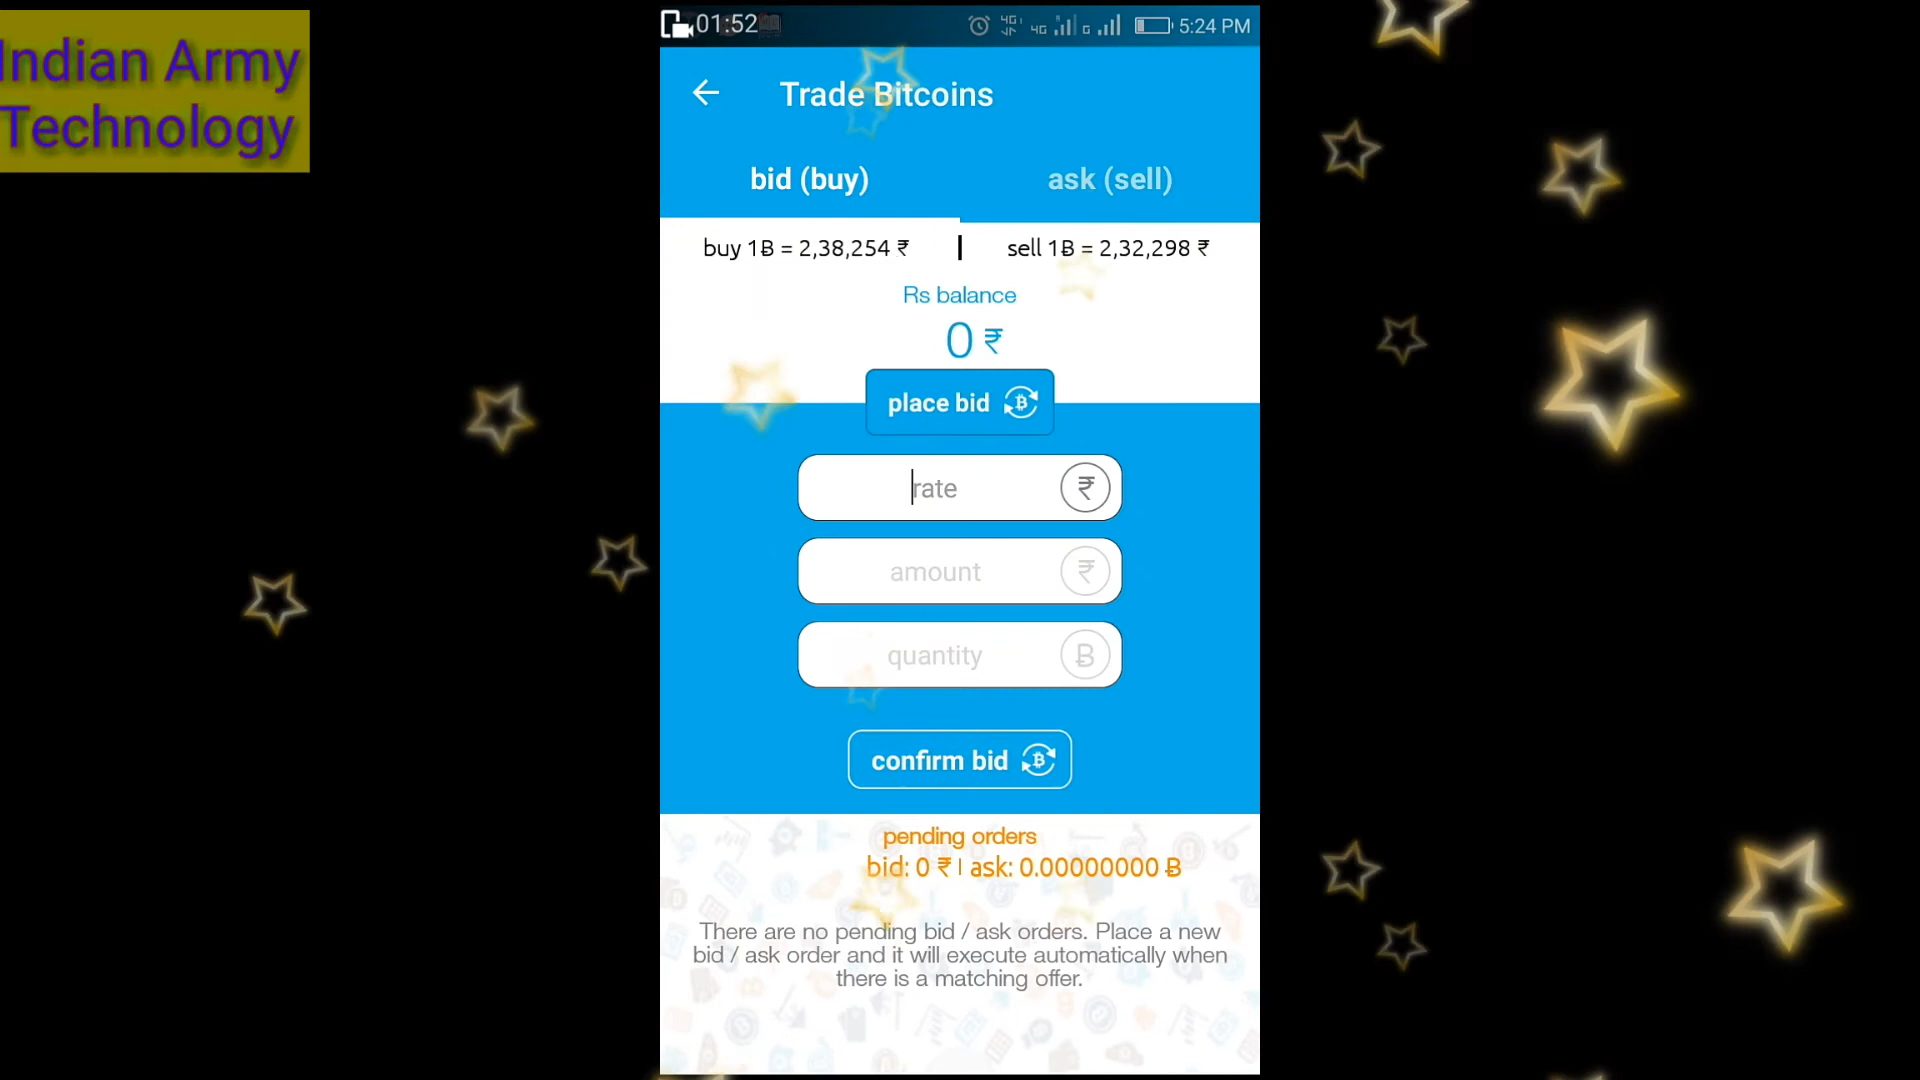 Indian Army
Technology
01:52
4G G 5:24 PM
Trade Bitcoins
bid (buy) ask (sell)
buy 1Ƀ = 2,38,254 ₹ | sell 1Ƀ = 2,32,298 ₹
Rs balance
0 ₹
place bid
rate ₹
amount ₹
quantity Ƀ
confirm bid
pending orders
bid: 0 ₹ | ask: 0.00000000 Ƀ
There are no pending bid / ask orders. Place a new
bid / ask order and it will execute automatically when
there is a matching offer.